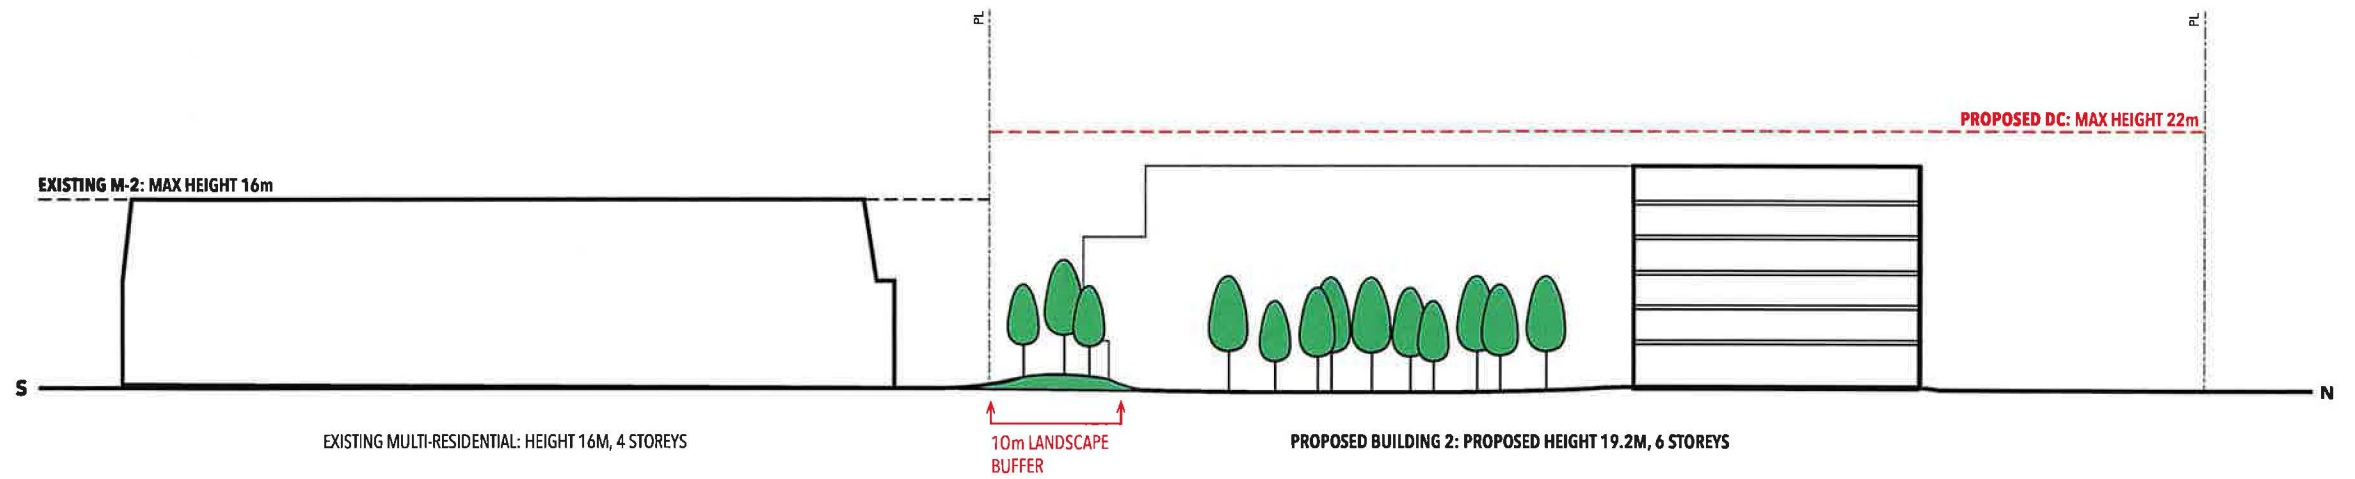 PL
PL
PROPOSED DC: MAX HEIGHT 22m
EXISTING M-2: MAX HEIGHT 16m
S
N
EXISTING MULTI-RESIDENTIAL: HEIGHT 16M, 4 STOREYS
10m LANDSCAPE
BUFFER
PROPOSED BUILDING 2: PROPOSED HEIGHT 19.2M, 6 STOREYS